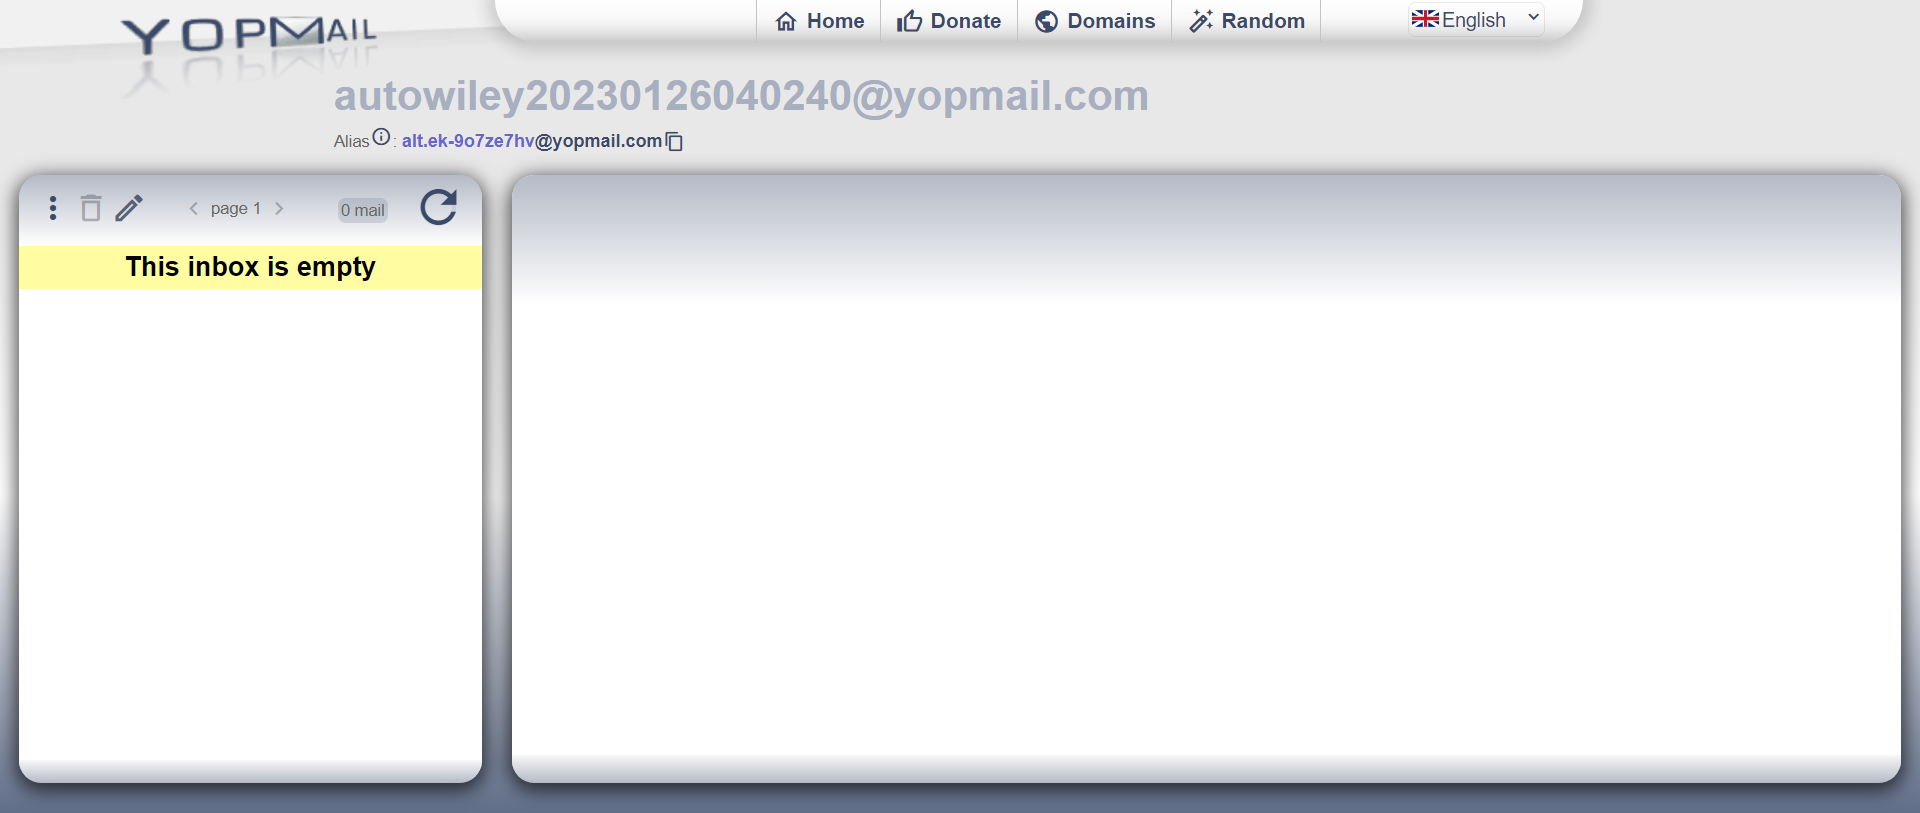 YOPMAIL
Home
Donate
Domains
Random
English
autowiley20230126040240@yopmail.com
Alias : alt.ek-9o7ze7hv@yopmail.com
page 1
0 mail
This inbox is empty